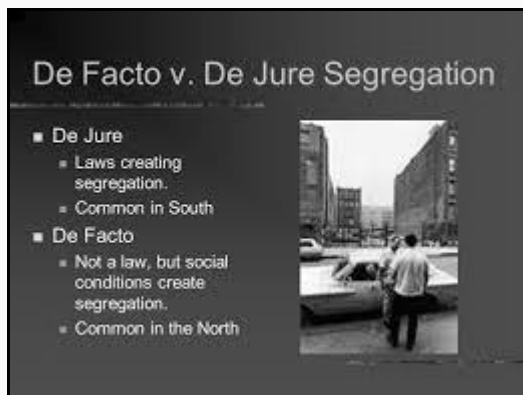 De Facto v. De Jure Segregation
De Jure
Laws creating
segregation.
Common in South
De Facto
Not a law, but social
conditions create
segregation.
Common in the North